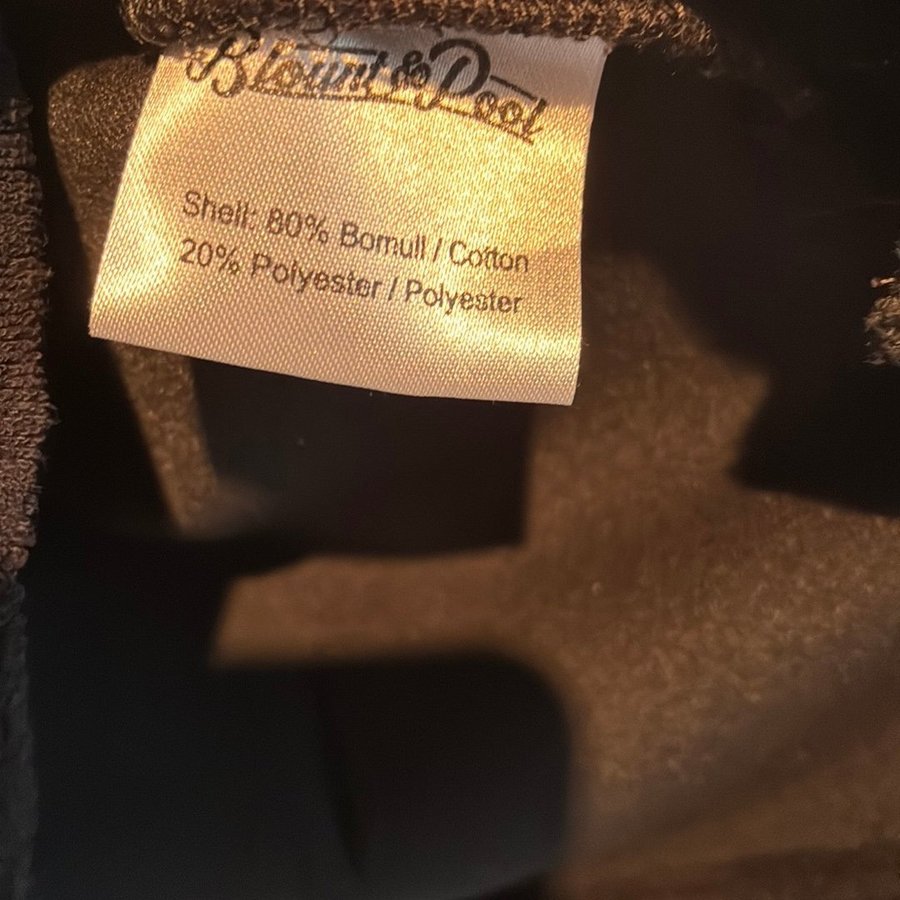 Blount & Pool
Shell: 80% Bomull / Cotton
20% Polyester / Polyester